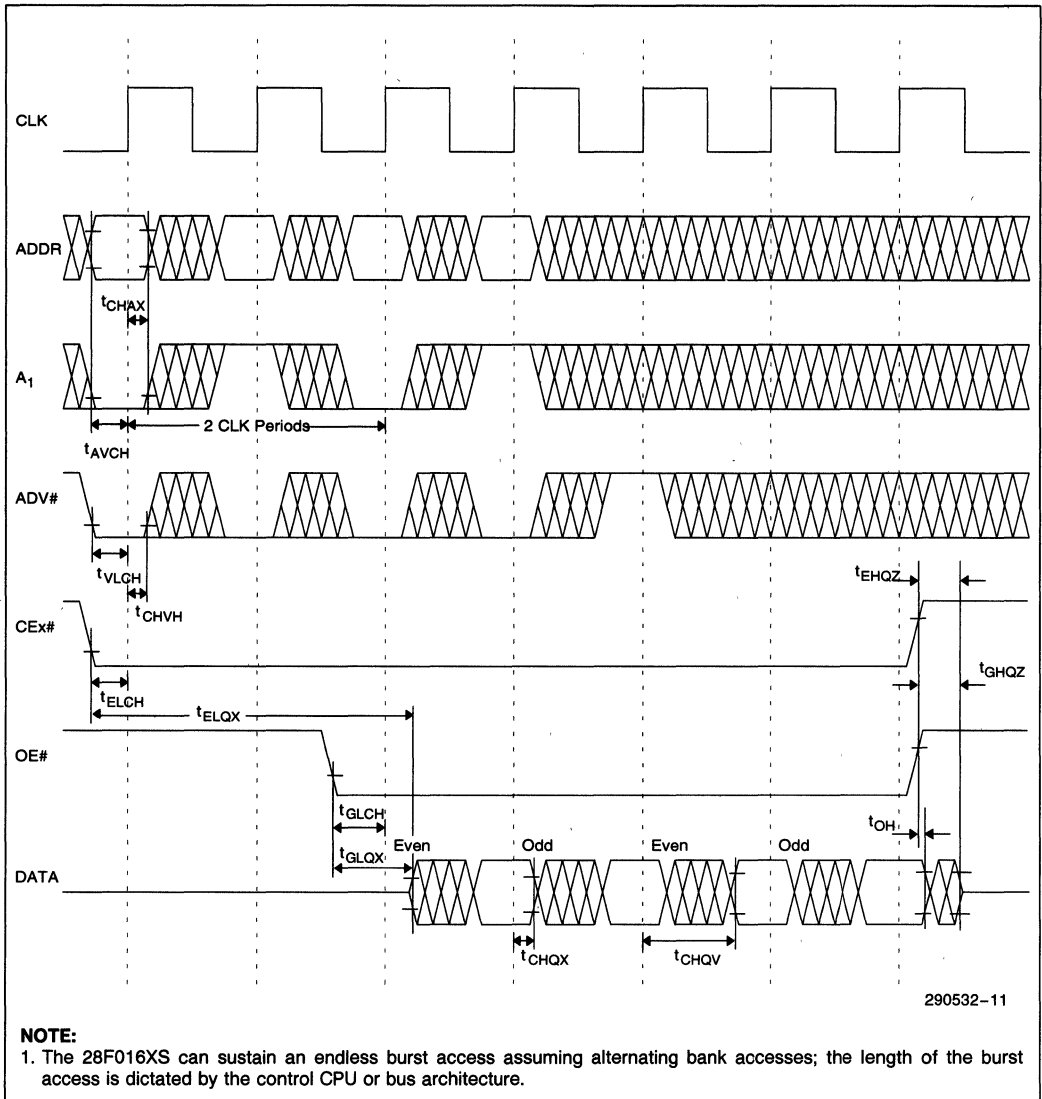 CLK
ADDR
tCHAX
A1
2 CLK Periods
tAVCH
ADV#
tVLCH
tCHVH
tEHQZ
CEx#
tGHQZ
tELCH
tELQX
OE#
tGLCH
tOH
tGLQX
Even Odd Even Odd
DATA
tCHQX
tCHQV
290532-11
NOTE:
1. The 28F016XS can sustain an endless burst access assuming alternating bank accesses; the length of the burst
access is dictated by the control CPU or bus architecture.